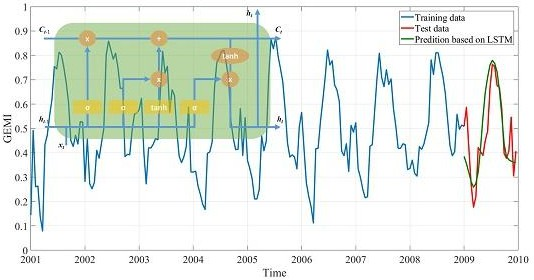 h_t
C_{t-1} x + C_t
tanh
x x
σ σ tanh σ
h_{t-1} h_t
x_t
Training data
Test data
Predition based on LSTM
GEMI
1
0.9
0.8
0.7
0.6
0.5
0.4
0.3
0.2
0.1
0
2001 2002 2003 2004 2005 2006 2007 2008 2009 2010
Time